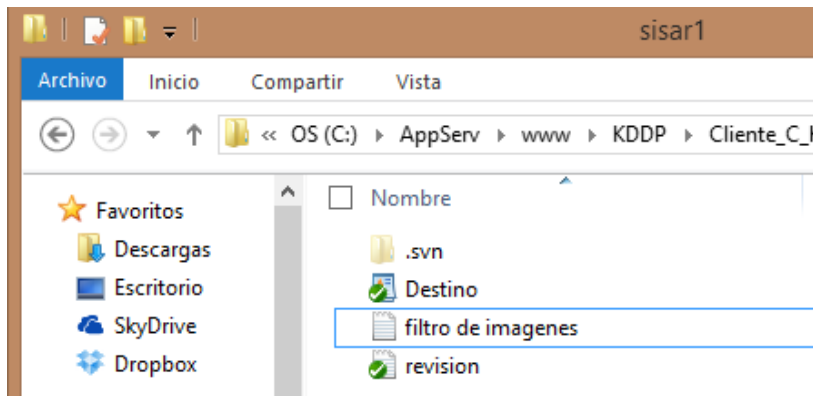 sisar1
Archivo Inicio Compartir Vista
« OS (C:) AppServ www KDDP Cliente_C_
Nombre
Favoritos
Descargas
Escritorio
SkyDrive
Dropbox
.svn
Destino
filtro de imagenes
revision